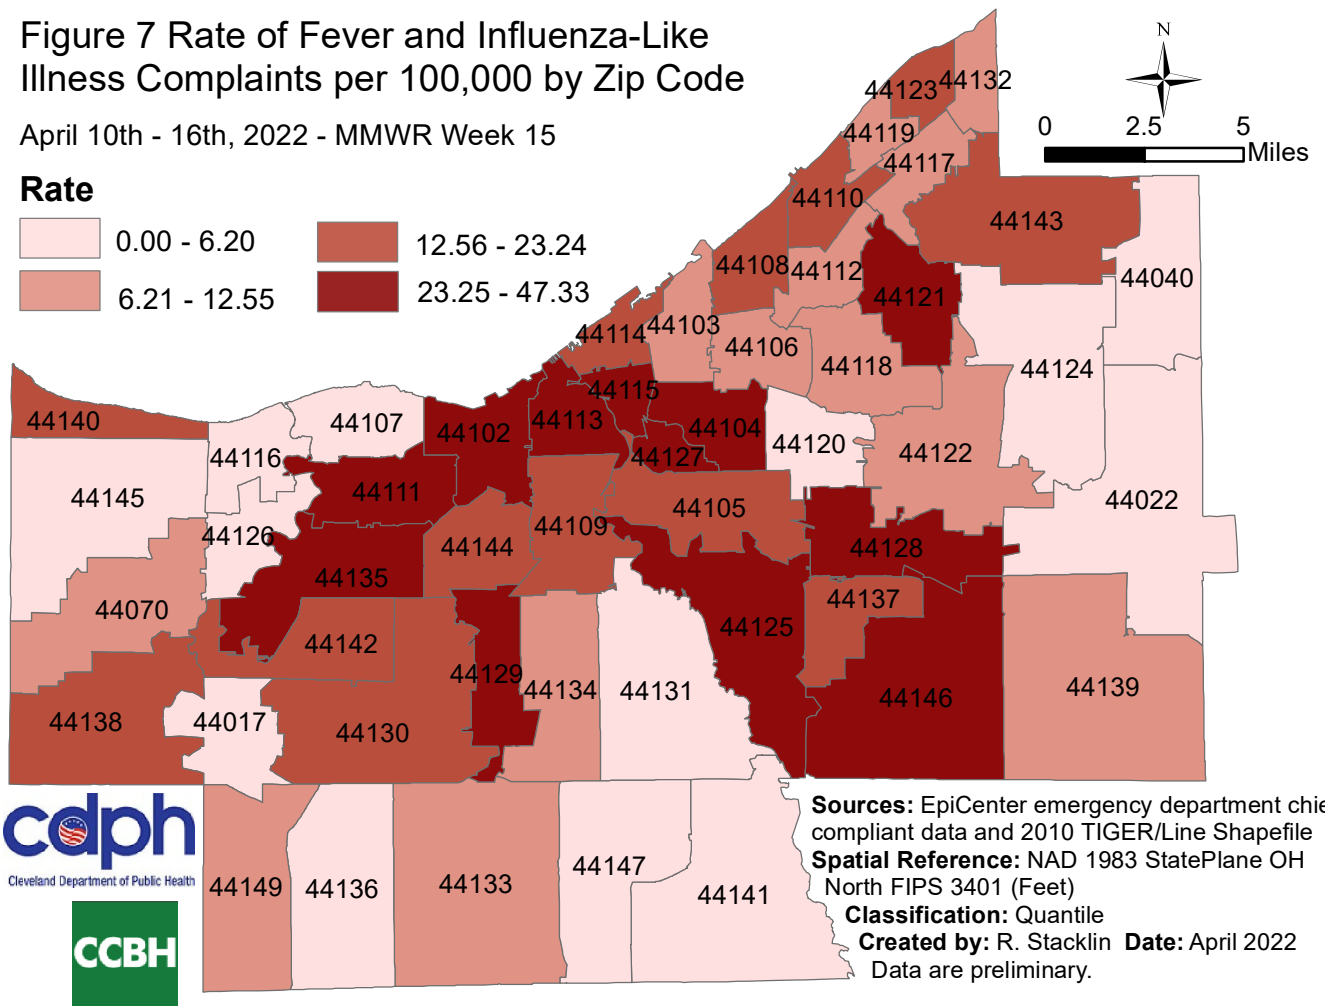 Figure 7 Rate of Fever and Influenza-Like
Illness Complaints per 100,000 by Zip Code
April 10th - 16th, 2022 - MMWR Week 15
Rate
0.00 - 6.20
6.21 - 12.55
12.56 - 23.24
23.25 - 47.33
N
0 2.5 5
Miles
44123
44132
44119
44117
44110
44143
44108
44112
44040
44121
44114
44103
44106
44118
44124
44115
44140
44107
44113
44102
44104
44120
44116
44127
44122
44111
44145
44022
44105
44126
44109
44144
44128
44135
44070
44137
44125
44142
44129
44134
44131
44146
44139
44138
44017
44130
44147
44149
44136
44133
44141
cdph
Cleveland Department of Public Health
CCBH
Sources: EpiCenter emergency department chie
compliant data and 2010 TIGER/Line Shapefile
Spatial Reference: NAD 1983 StatePlane OH
North FIPS 3401 (Feet)
Classification: Quantile
Created by: R. Stacklin Date: April 2022
Data are preliminary.